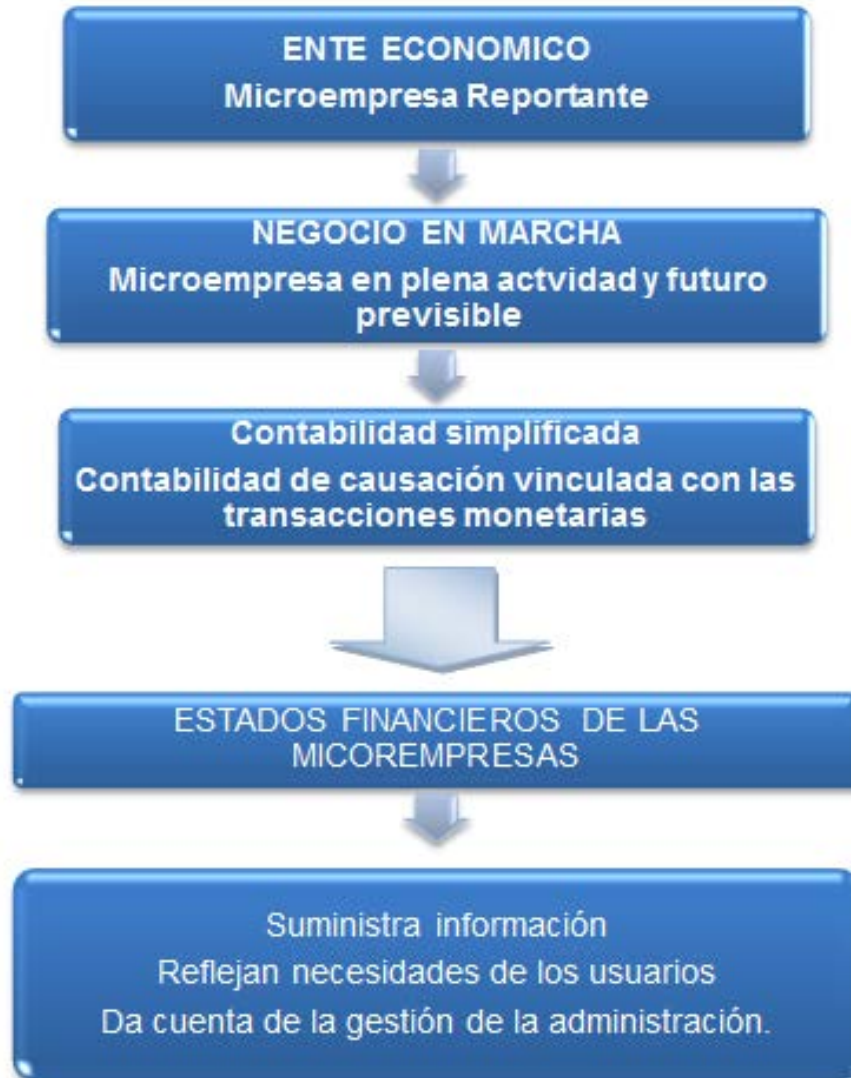 ENTE ECONOMICO
Microempresa Reportante
NEGOCIO EN MARCHA
Microempresa en plena actvidad y futuro
previsible
Contabilidad simplificada
Contabilidad de causación vinculada con las
transacciones monetarias
ESTADOS FINANCIEROS DE LAS
MICOREMPRESAS
Suministra información
Reflejan necesidades de los usuarios
Da cuenta de la gestión de la administración.